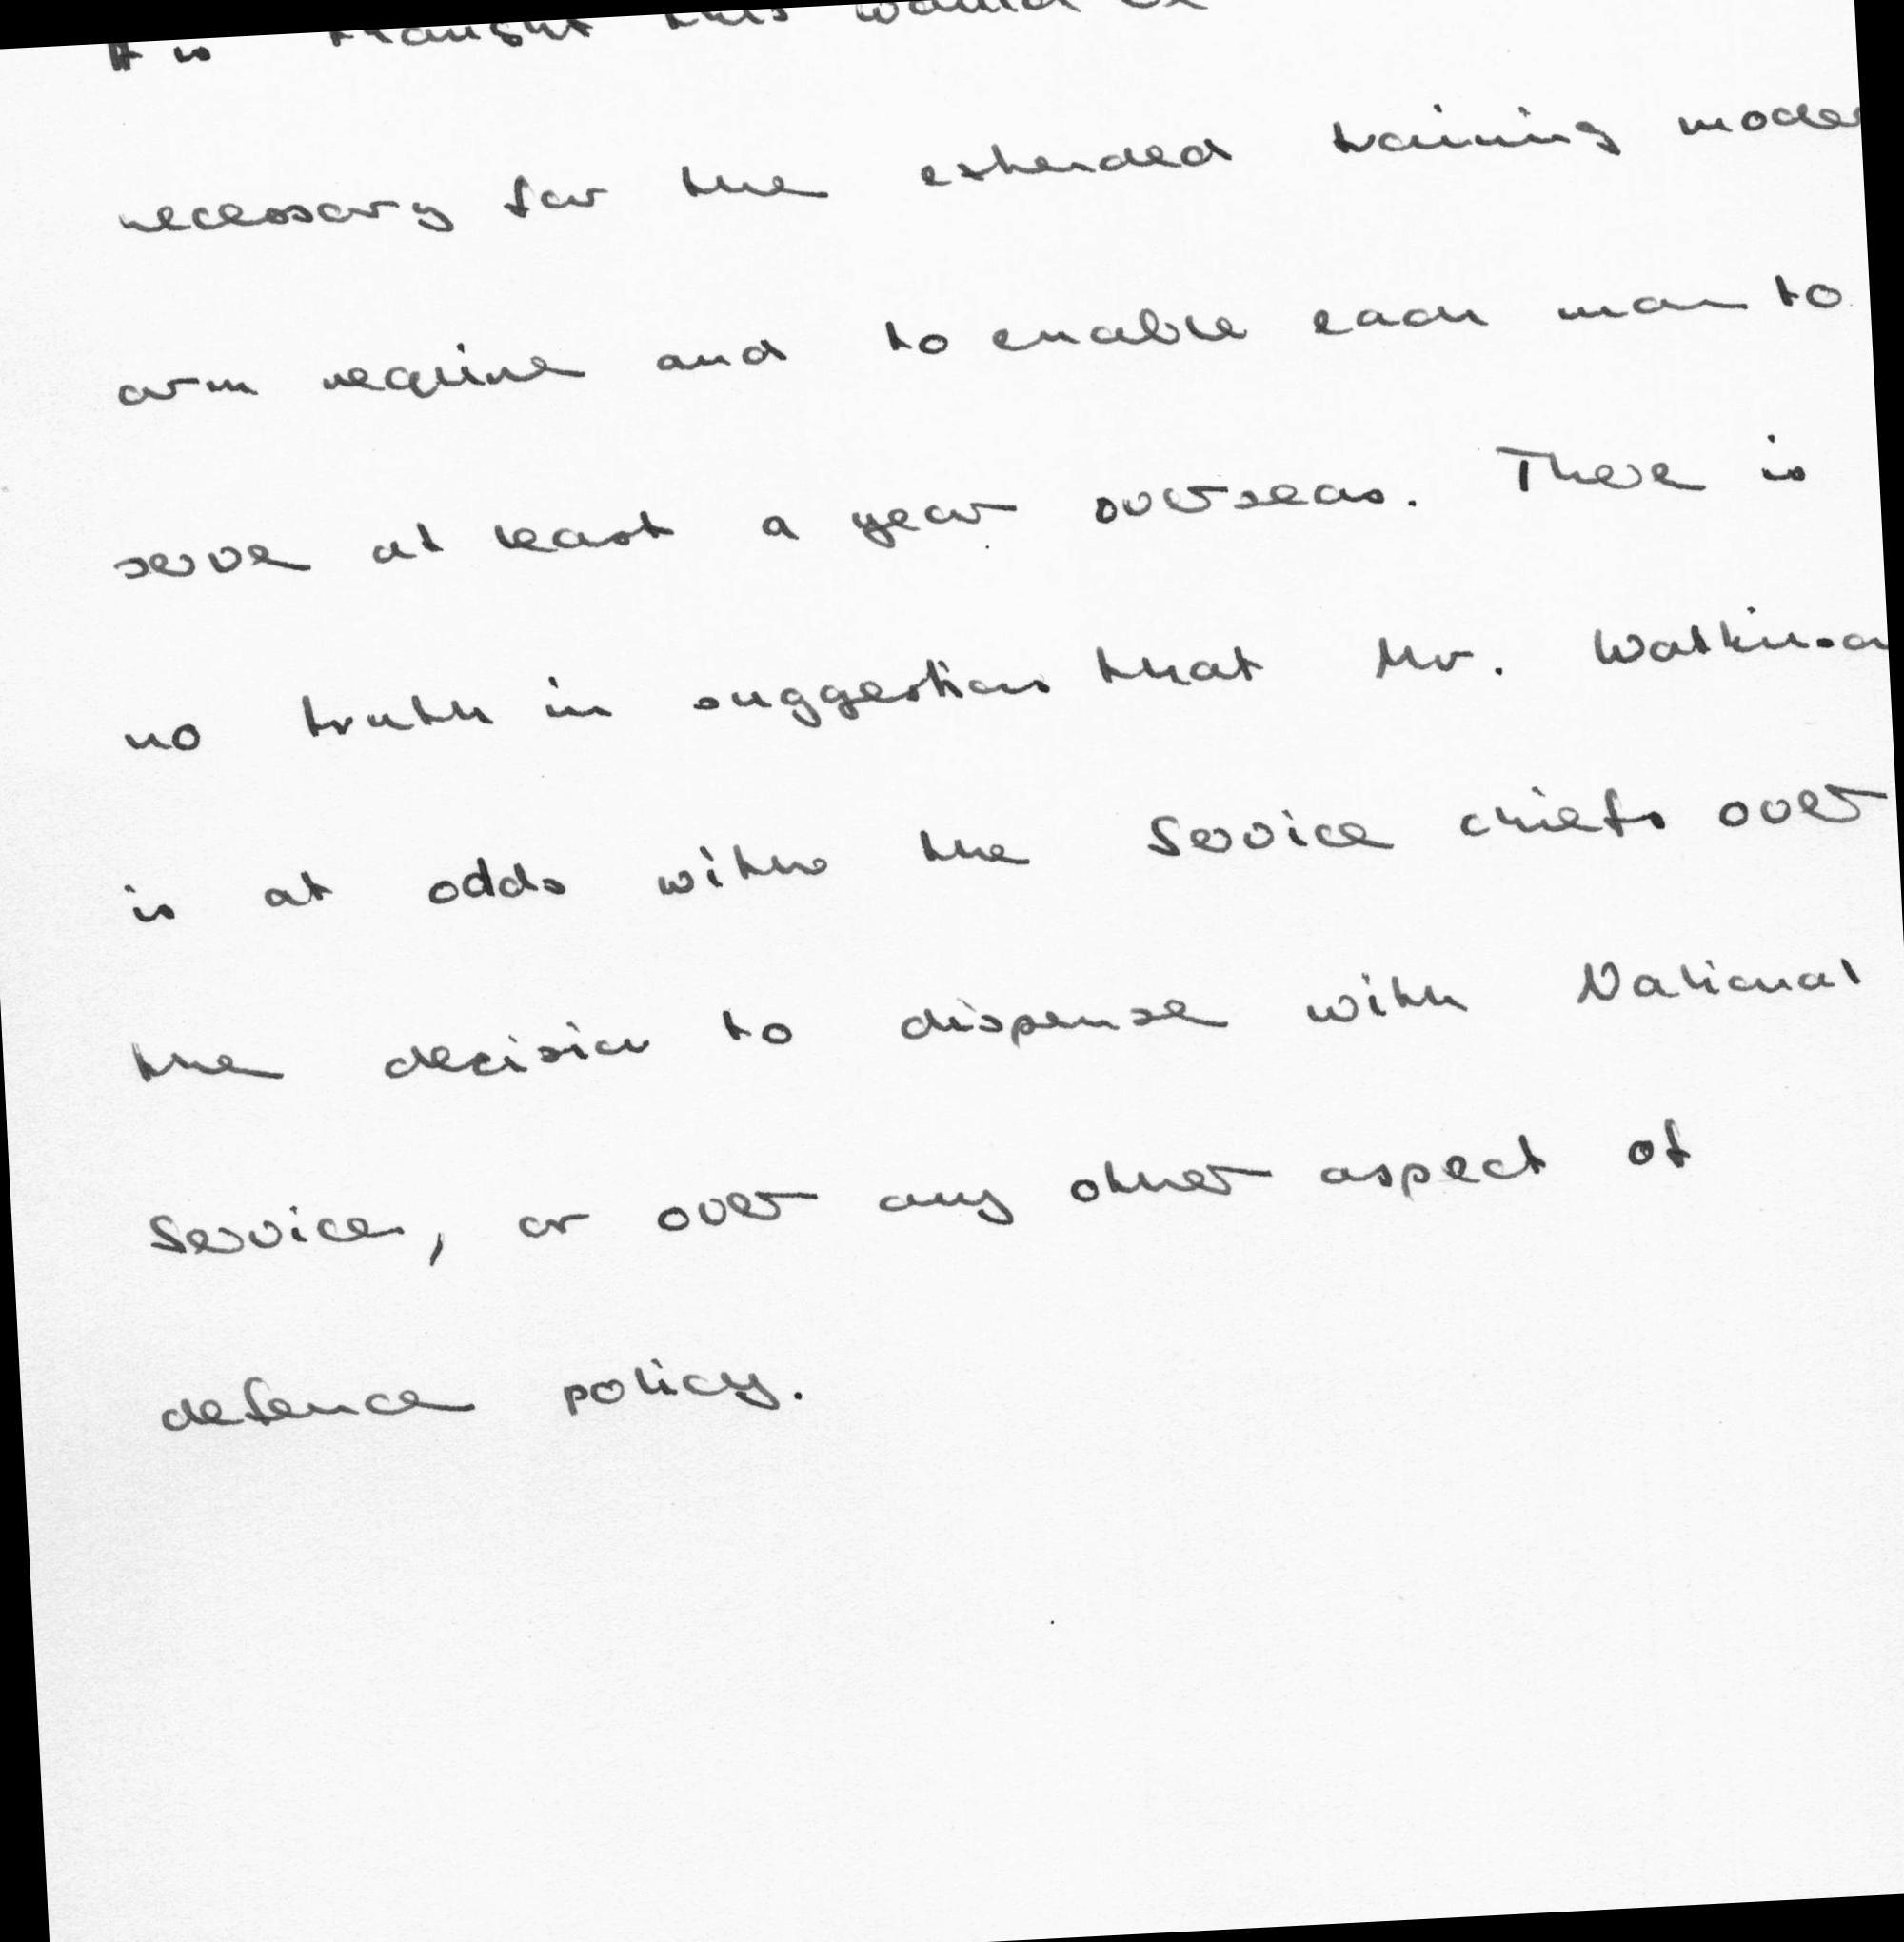 It is thought this would be
necessary for the extended training moder
arm require and to enable each man to
serve at least a year overseas. There is
no truth in suggestions that Mr. Watkinson
is at odds with the Service chiefs over
the decision to dispense with National
Service, or over any other aspect of
defence policy.